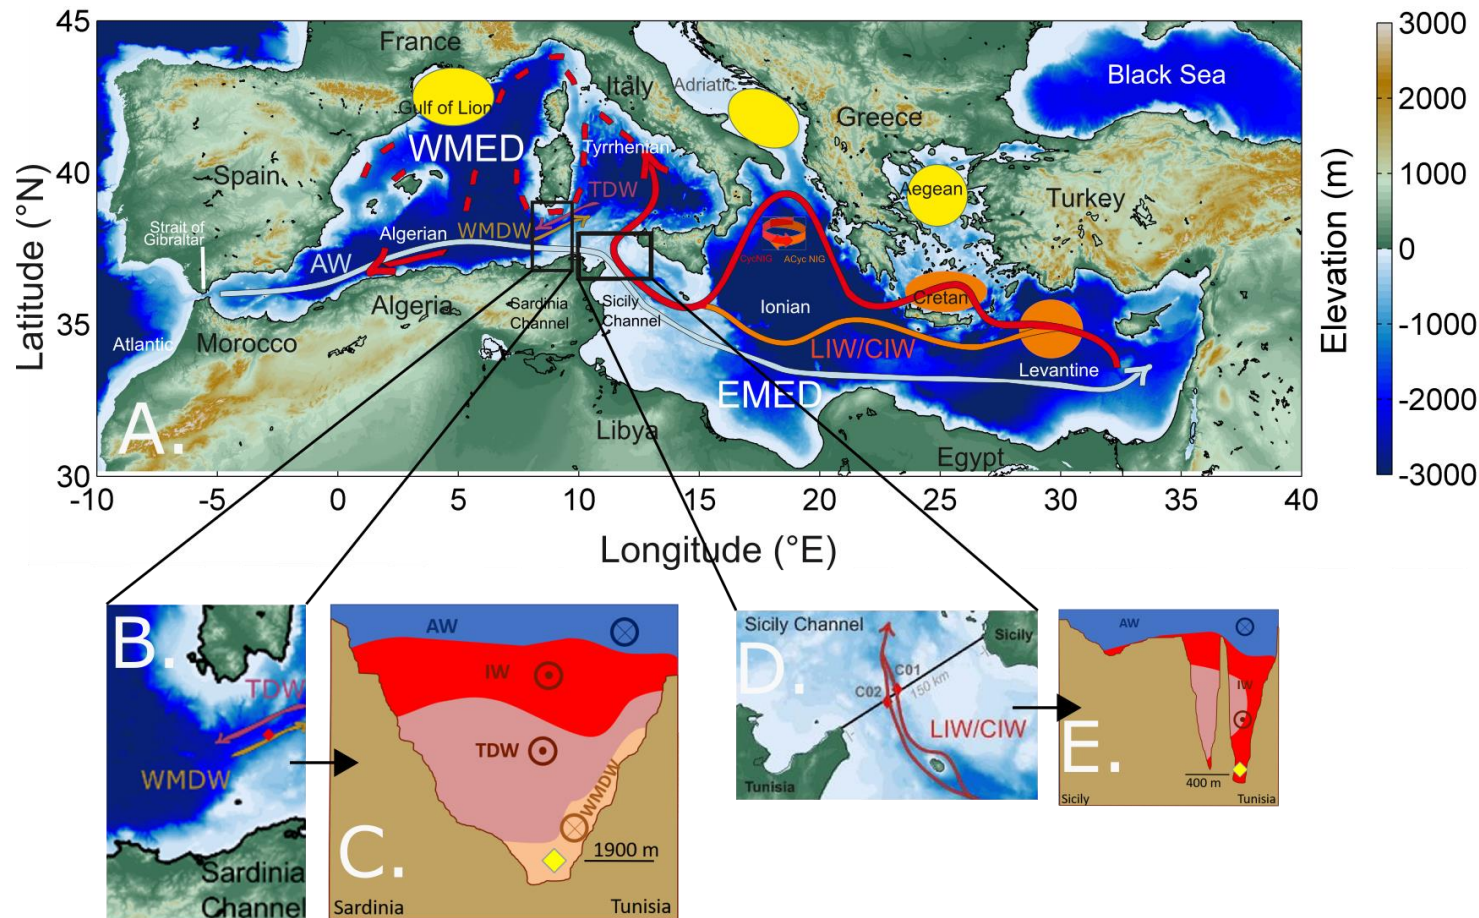 45
40
35
30
Latitude (°N)
-10
-5
0
5
10
15
20
25
30
35
40
Longitude (°E)
3000
2000
1000
0
-1000
-2000
-3000
Elevation (m)
France
Gulf of Lion
Italy
Adriatic
Black Sea
Greece
WMED
Tyrrhenian
Spain
TDW
Aegean
Turkey
Strait of
Gibraltar
Algerian
WMDW
CycNIG
ACyc NIG
AW
Algeria
Sardinia
Channel
Sicily
Channel
Ionian
Cretan
Atlantic
Morocco
LIW/CIW
Levantine
EMED
A.
Libya
Egypt
B.
TDW
WMDW
Sardinia
Channel
AW
IW
TDW
WMDW
C.
1900 m
Sardinia
Tunisia
Sicily Channel
Sicily
D.
C01
C02
150 km
LIW/CIW
Tunisia
AW
IW
E.
400 m
Sicily
Tunisia